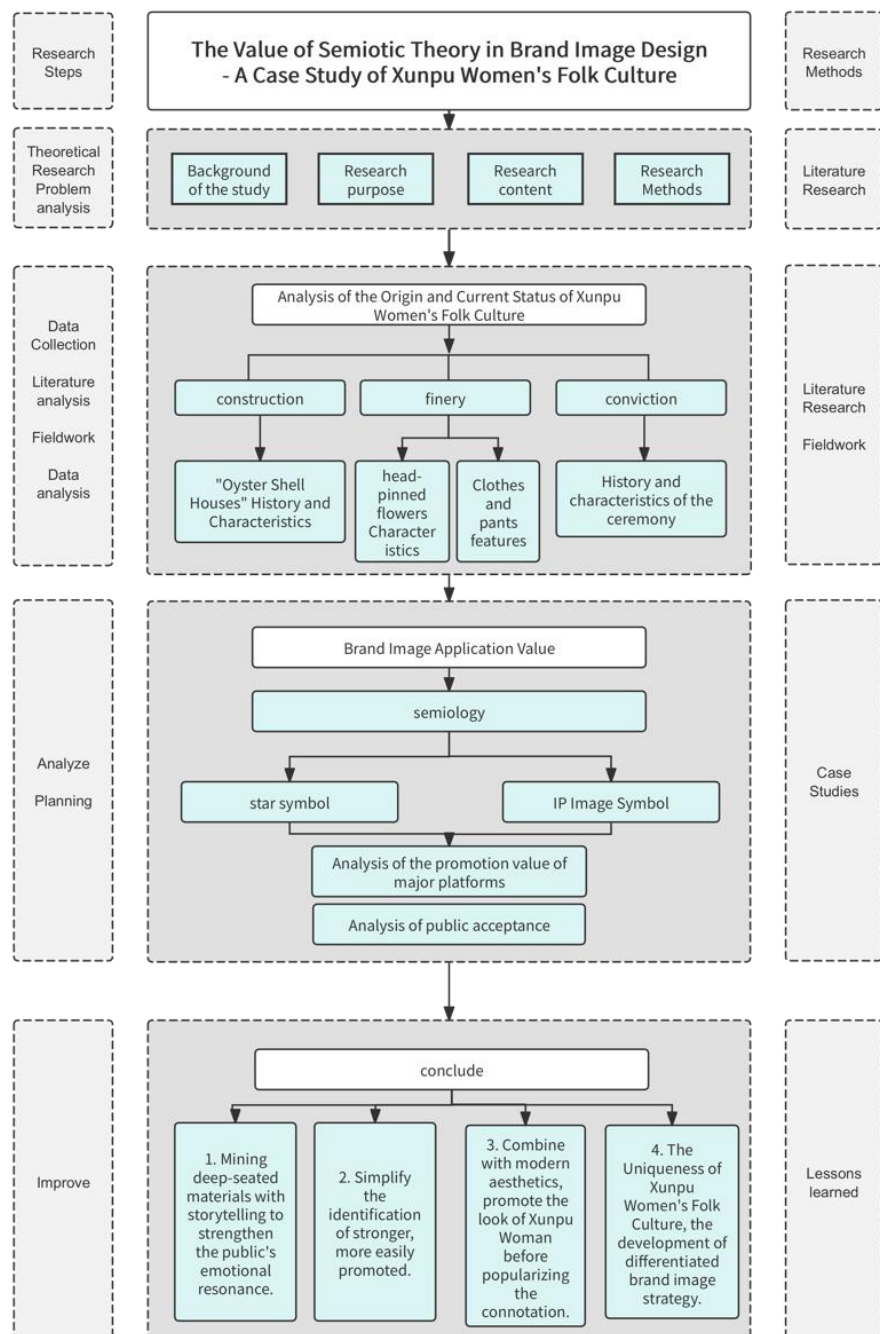 Research
Steps
The Value of Semiotic Theory in Brand Image Design
- A Case Study of Xunpu Women's Folk Culture
Research
Methods
Theoretical
Research
Problem
analysis
Background
of the study
Research
purpose
Research
content
Research
Methods
Literature
Research
Data
Collection
Literature
analysis
Fieldwork
Data
analysis
Analysis of the Origin and Current Status of Xunpu
Women's Folk Culture
construction
finery
conviction
"Oyster Shell
Houses" History and
Characteristics
head-
pinned
flowers
Character
istics
Clothes
and
pants
features
History and
characteristics of the
ceremony
Literature
Research
Fieldwork
Analyze
Planning
Brand Image Application Value
semiology
star symbol
IP Image Symbol
Analysis of the promotion value of
major platforms
Analysis of public acceptance
Case
Studies
Improve
conclude
1. Mining
deep-seated
materials with
storytelling to
strengthen
the public's
emotional
resonance.
2. Simplify
the
identification
of stronger,
more easily
promoted.
3. Combine
with modern
aesthetics,
promote the
look of Xunpu
Woman
before
popularizing
the
connotation.
4. The
Uniqueness of
Xunpu
Women's Folk
Culture, the
development of
differentiated
brand image
strategy.
Lessons
learned